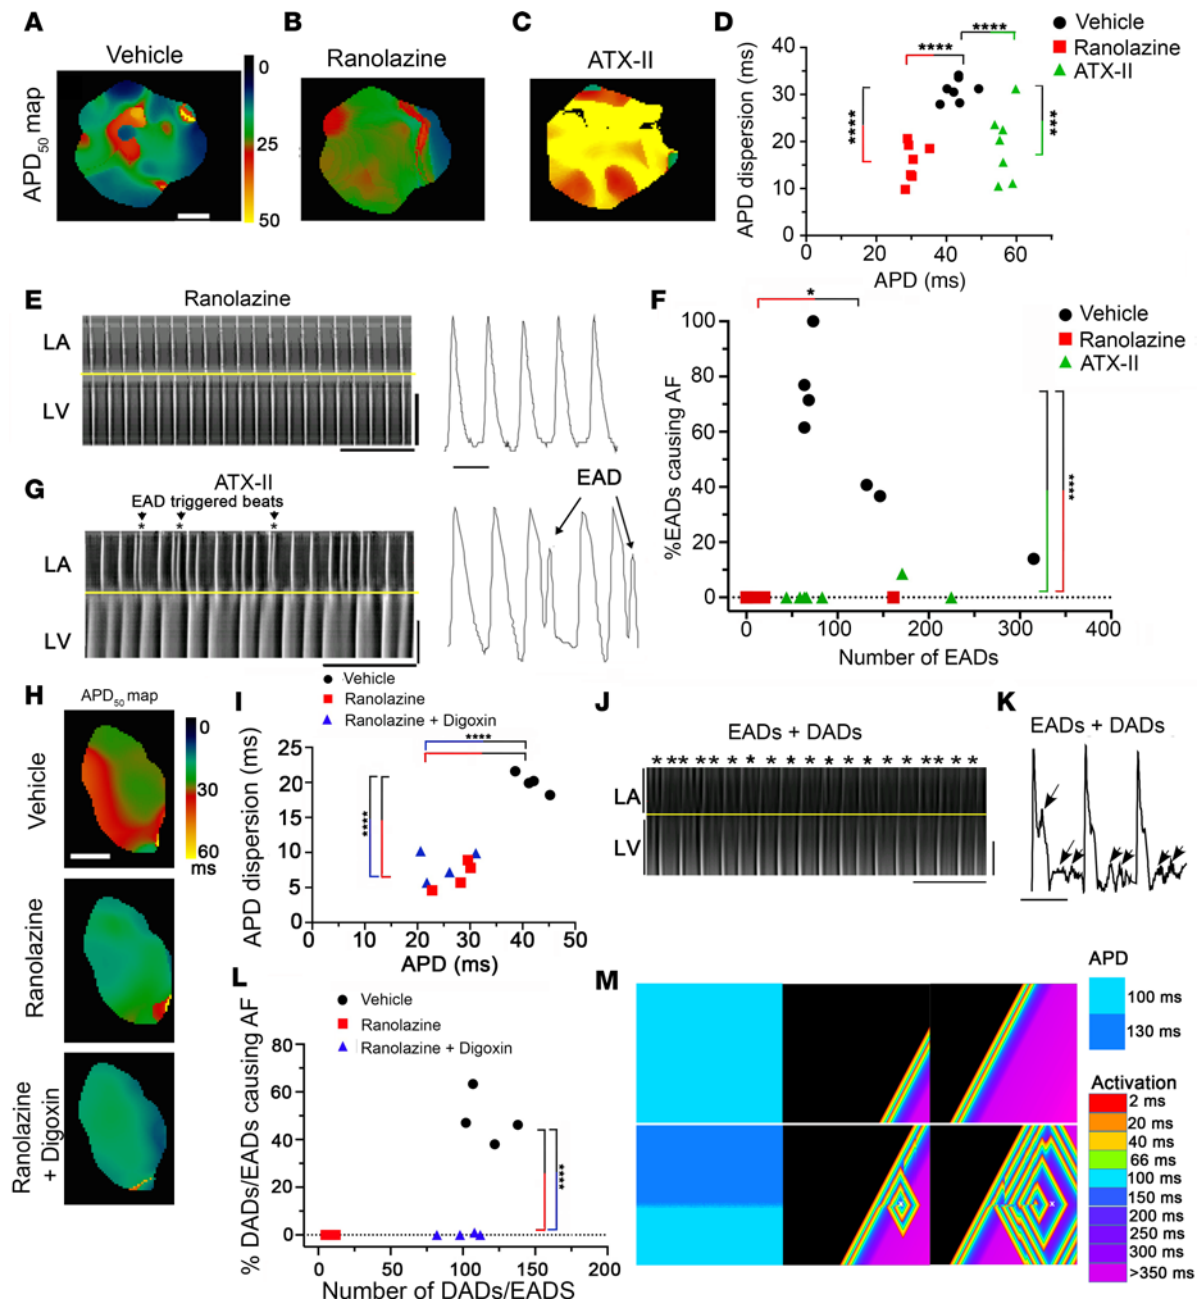 A
Vehicle
APD50 map
0
25
50
B
Ranolazine
C
ATX-II
D
Vehicle
Ranolazine
ATX-II
****
****
****
***
APD dispersion (ms)
40
30
20
10
0
0 20 40 60
APD (ms)
E
Ranolazine
LA
LV
G
ATX-II
EAD triggered beats
* * *
LA
LV
EAD
F
Vehicle
Ranolazine
ATX-II
*
****
%EADs causing AF
100
80
60
40
20
0
0 100 200 300 400
Number of EADs
H
APD50 map
Vehicle
Ranolazine
Ranolazine
+ Digoxin
0
30
60
ms
I
Vehicle
Ranolazine
Ranolazine + Digoxin
****
****
APD dispersion (ms)
25
20
15
10
5
0
0 10 20 30 40 50
APD (ms)
J
EADs + DADs
* *** ** * * * * * * * * * ** * *
LA
LV
K
EADs + DADs
L
Vehicle
Ranolazine
Ranolazine + Digoxin
****
% DADs/EADs causing AF
80
60
40
20
0
0 50 100 150 200
Number of DADs/EADS
M
APD
100 ms
130 ms
Activation
2 ms
20 ms
40 ms
66 ms
100 ms
150 ms
200 ms
250 ms
300 ms
>350 ms